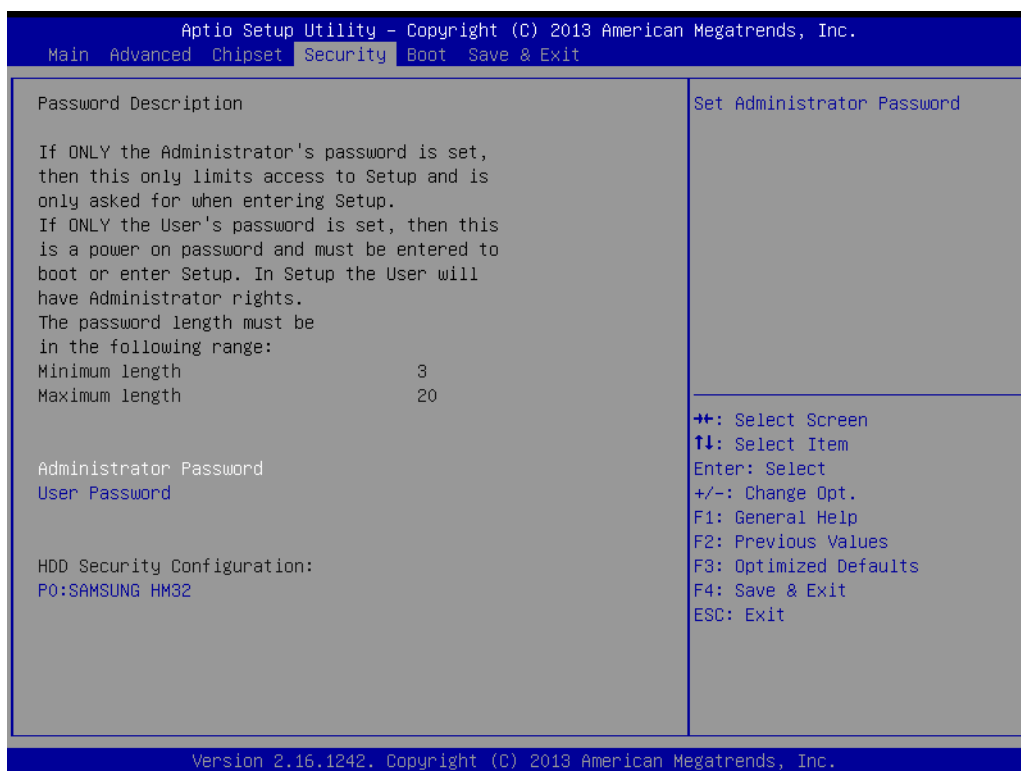 Aptio Setup Utility – Copyright (C) 2013 American Megatrends, Inc.
Main Advanced Chipset Security Boot Save & Exit
Password Description
If ONLY the Administrator's password is set,
then this only limits access to Setup and is
only asked for when entering Setup.
If ONLY the User's password is set, then this
is a power on password and must be entered to
boot or enter Setup. In Setup the User will
have Administrator rights.
The password length must be
in the following range:
Minimum length 3
Maximum length 20
Administrator Password
User Password
HDD Security Configuration:
P0:SAMSUNG HM32
Set Administrator Password
→←: Select Screen
↑↓: Select Item
Enter: Select
+/-: Change Opt.
F1: General Help
F2: Previous Values
F3: Optimized Defaults
F4: Save & Exit
ESC: Exit
Version 2.16.1242. Copyright (C) 2013 American Megatrends, Inc.